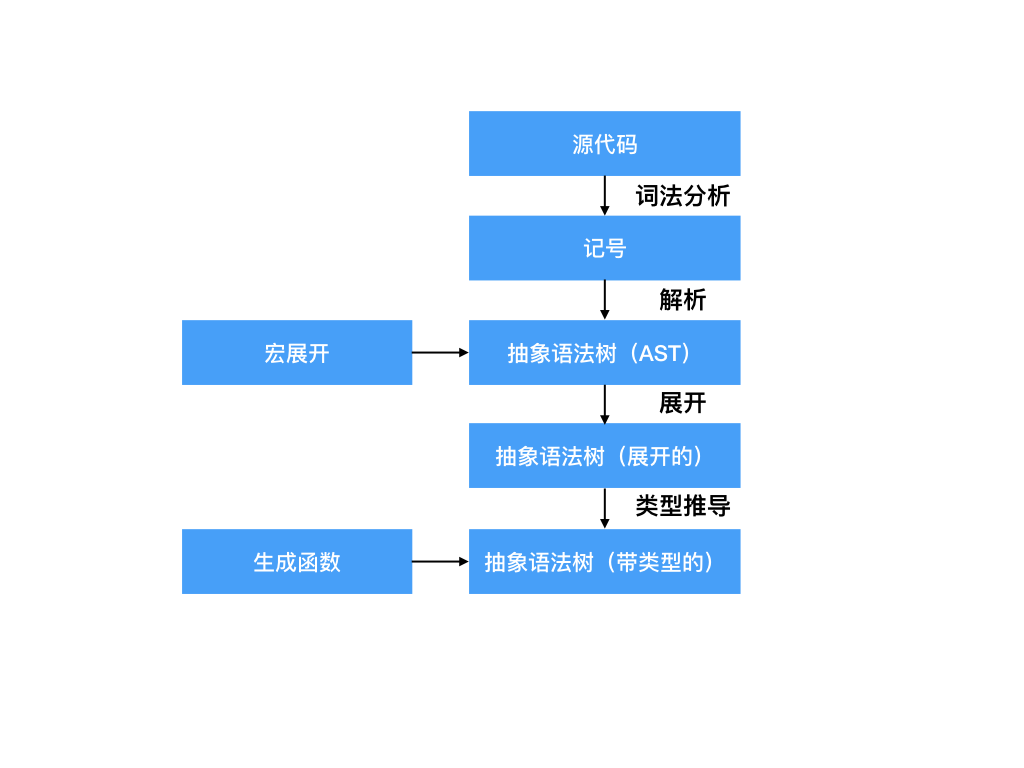 源代码
词法分析
记号
解析
宏展开
抽象语法树（AST）
展开
抽象语法树（展开的）
类型推导
生成函数
抽象语法树（带类型的）